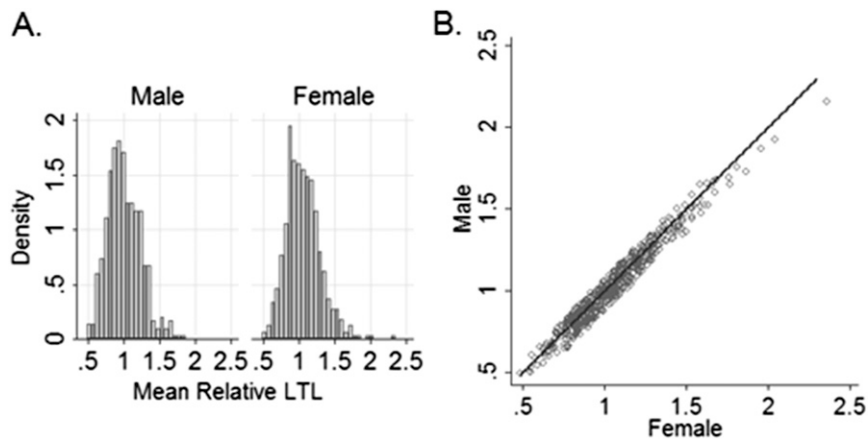 A.
Male Female
2
1.5
1
.5
0
Density
.5 1 1.5 2 2.5 .5 1 1.5 2 2.5
Mean Relative LTL
B.
2.5
2
1.5
1
.5
Male
.5 1 1.5 2 2.5
Female